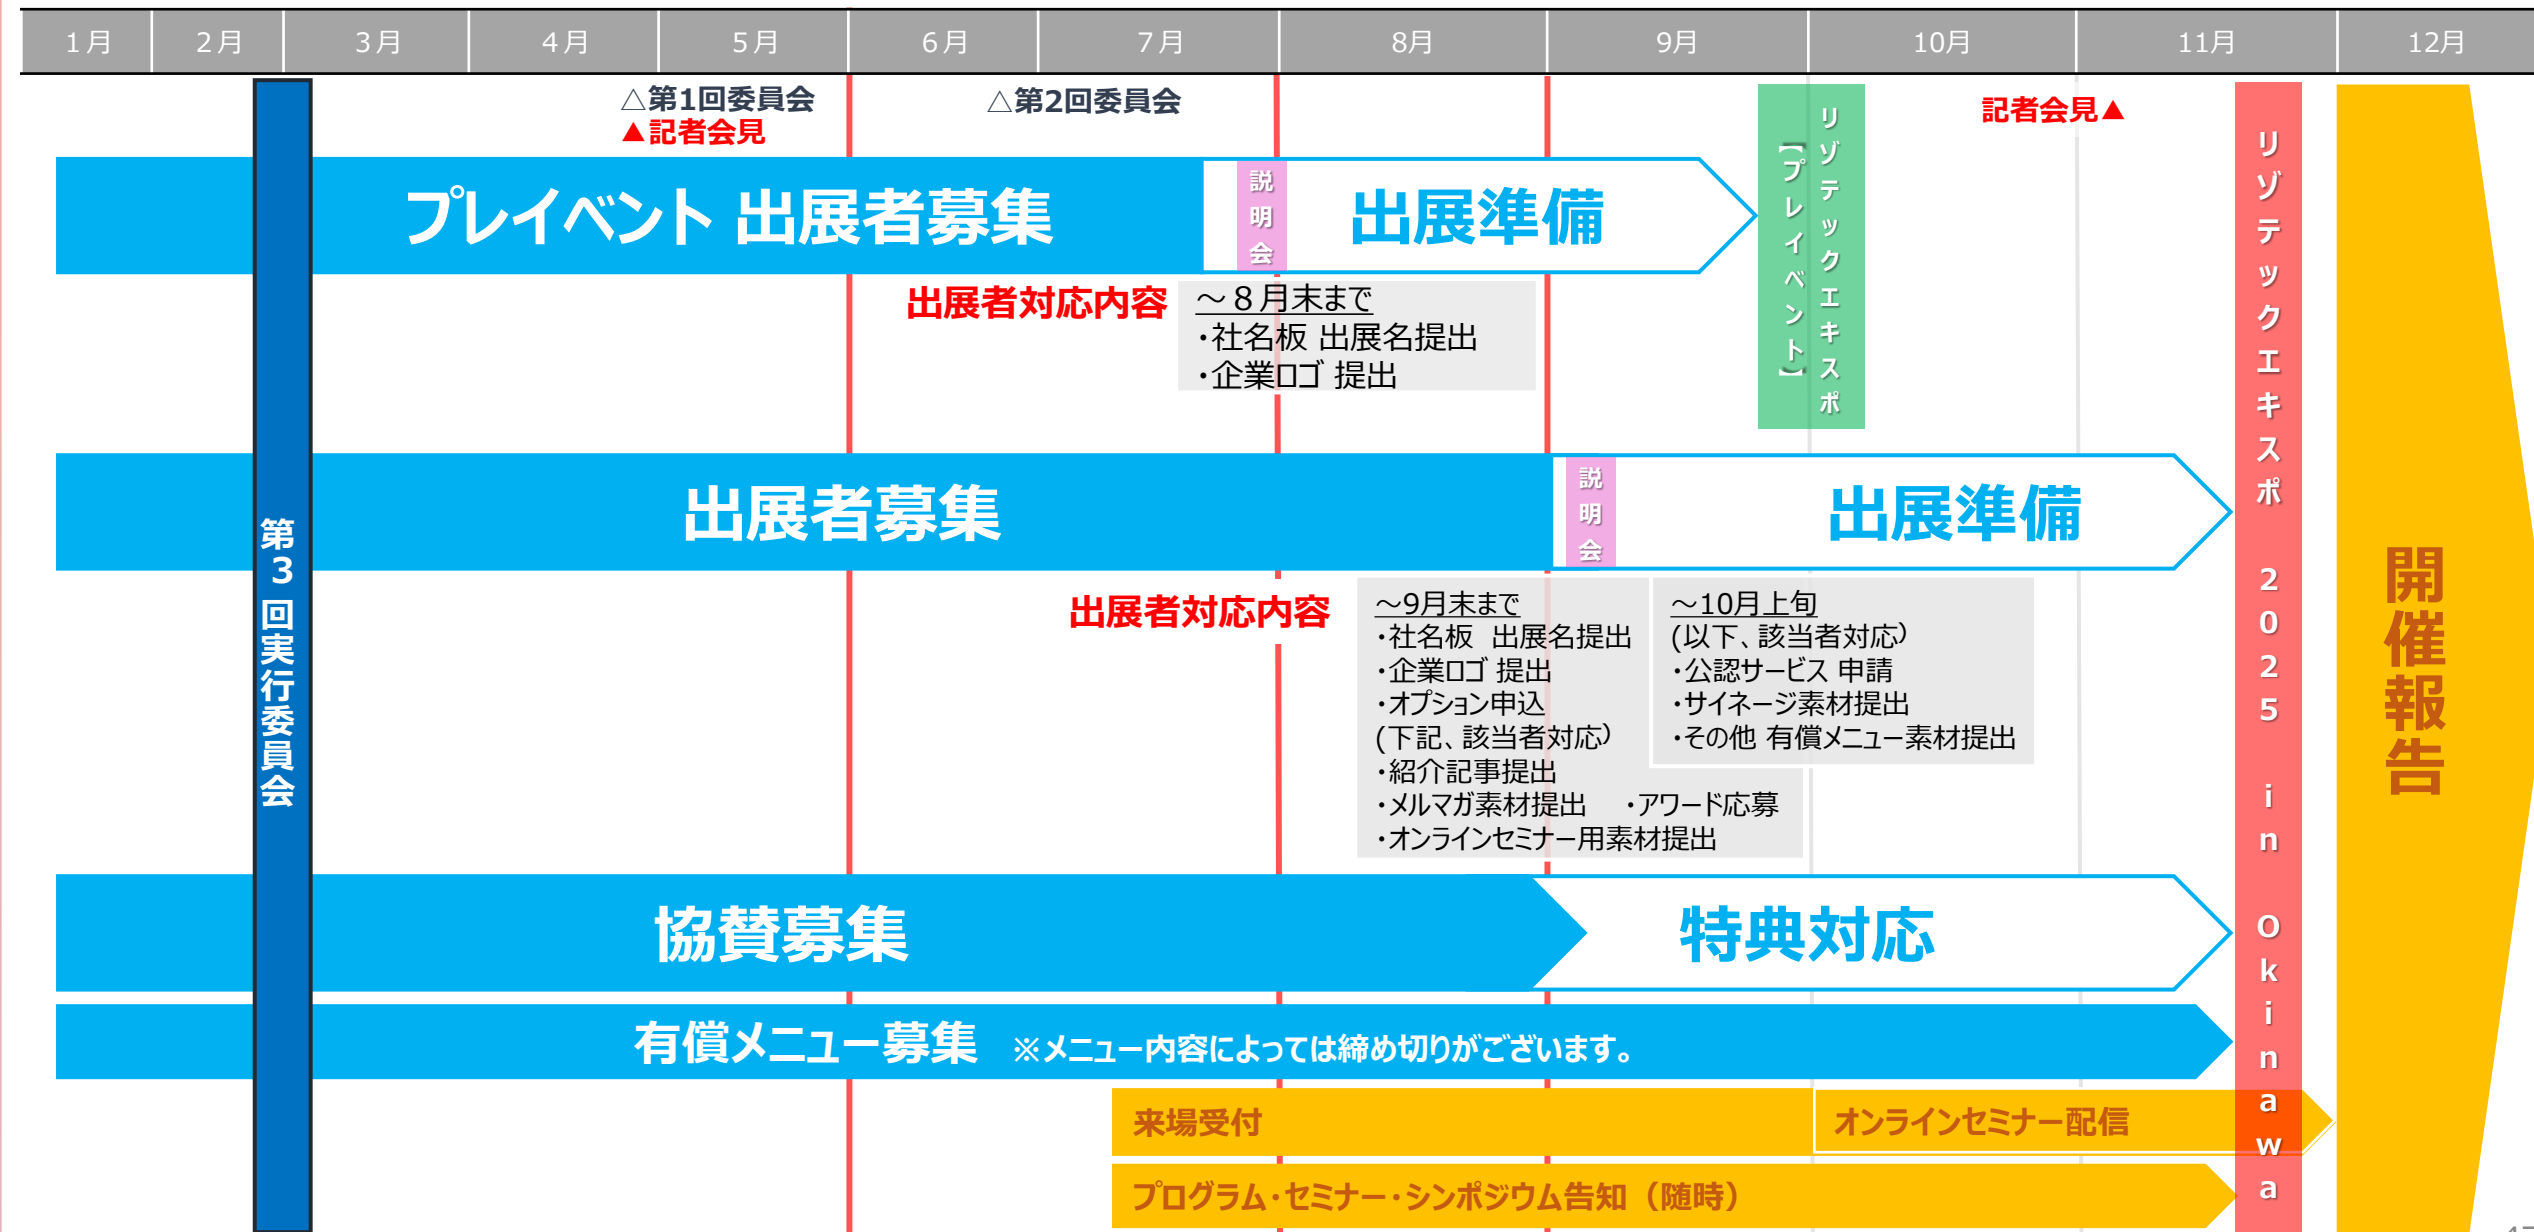 1月 2月 3月 4月 5月 6月 7月 8月 9月 10月 11月 12月
△第1回委員会
▲記者会見
△第2回委員会
記者会見▲
プレイベント 出展者募集
説明会
出展準備
リゾテックエキスポ
【プレイベント】
出展者対応内容
～８月末まで
・社名板 出展名提出
・企業ロゴ 提出
第3回実行委員会
出展者募集
説明会
出展準備
出展者対応内容
～9月末まで
・社名板 出展名提出
・企業ロゴ 提出
・オプション申込
(下記、該当者対応)
・紹介記事提出
・メルマガ素材提出 ・アワード応募
・オンラインセミナー用素材提出
～10月上旬
(以下、該当者対応)
・公認サービス 申請
・サイネージ素材提出
・その他 有償メニュー素材提出
協賛募集
特典対応
有償メニュー募集 ※メニュー内容によっては締め切りがございます。
来場受付
オンラインセミナー配信
プログラム・セミナー・シンポジウム告知（随時）
リゾテックエキスポ 2025 in Okinawa
開催報告